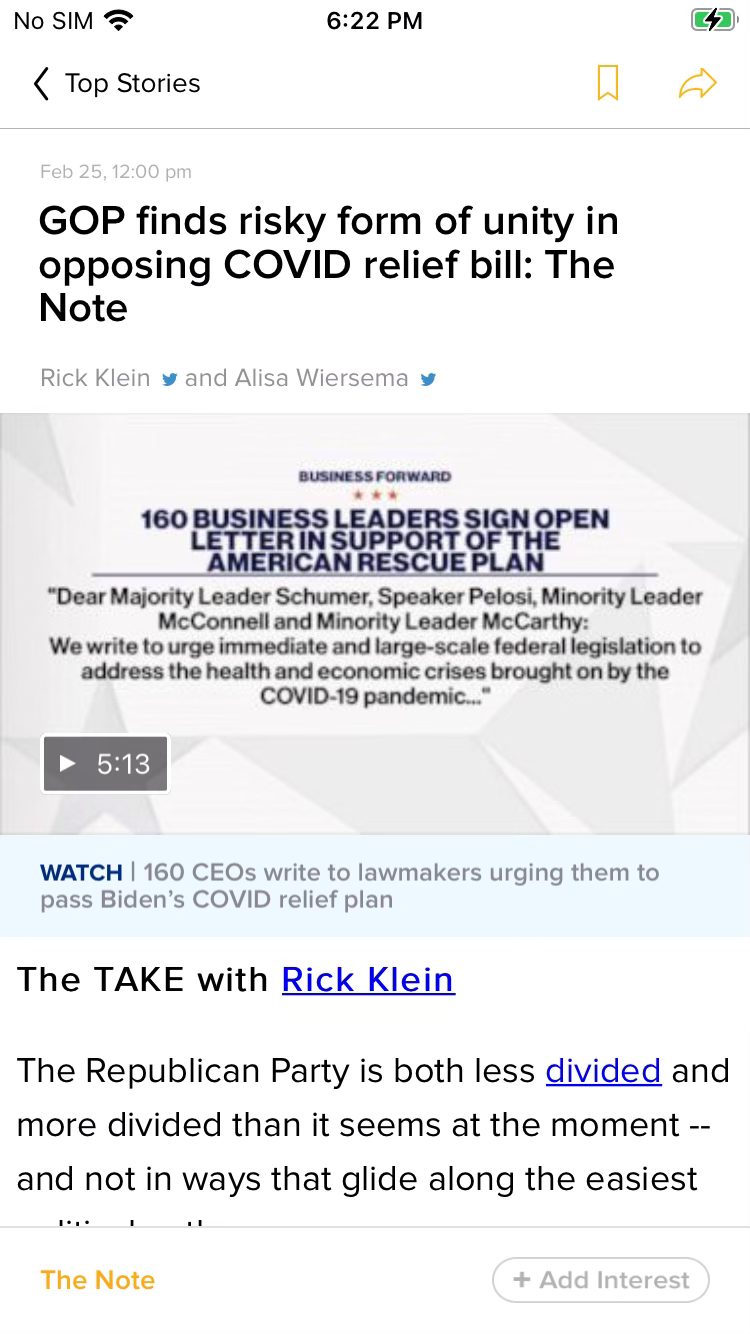 No SIM 6:22 PM
Top Stories
Feb 25, 12:00 pm
GOP finds risky form of unity in
opposing COVID relief bill: The
Note
Rick Klein and Alisa Wiersema
BUSINESS FORWARD
160 BUSINESS LEADERS SIGN OPEN
LETTER IN SUPPORT OF THE
AMERICAN RESCUE PLAN
"Dear Majority Leader Schumer, Speaker Pelosi, Minority Leader
McConnell and Minority Leader McCarthy:
We write to urge immediate and large-scale federal legislation to
address the health and economic crises brought on by the
COVID-19 pandemic..."
5:13
WATCH | 160 CEOs write to lawmakers urging them to
pass Biden’s COVID relief plan
The TAKE with Rick Klein
The Republican Party is both less divided and
more divided than it seems at the moment --
and not in ways that glide along the easiest
The Note + Add Interest